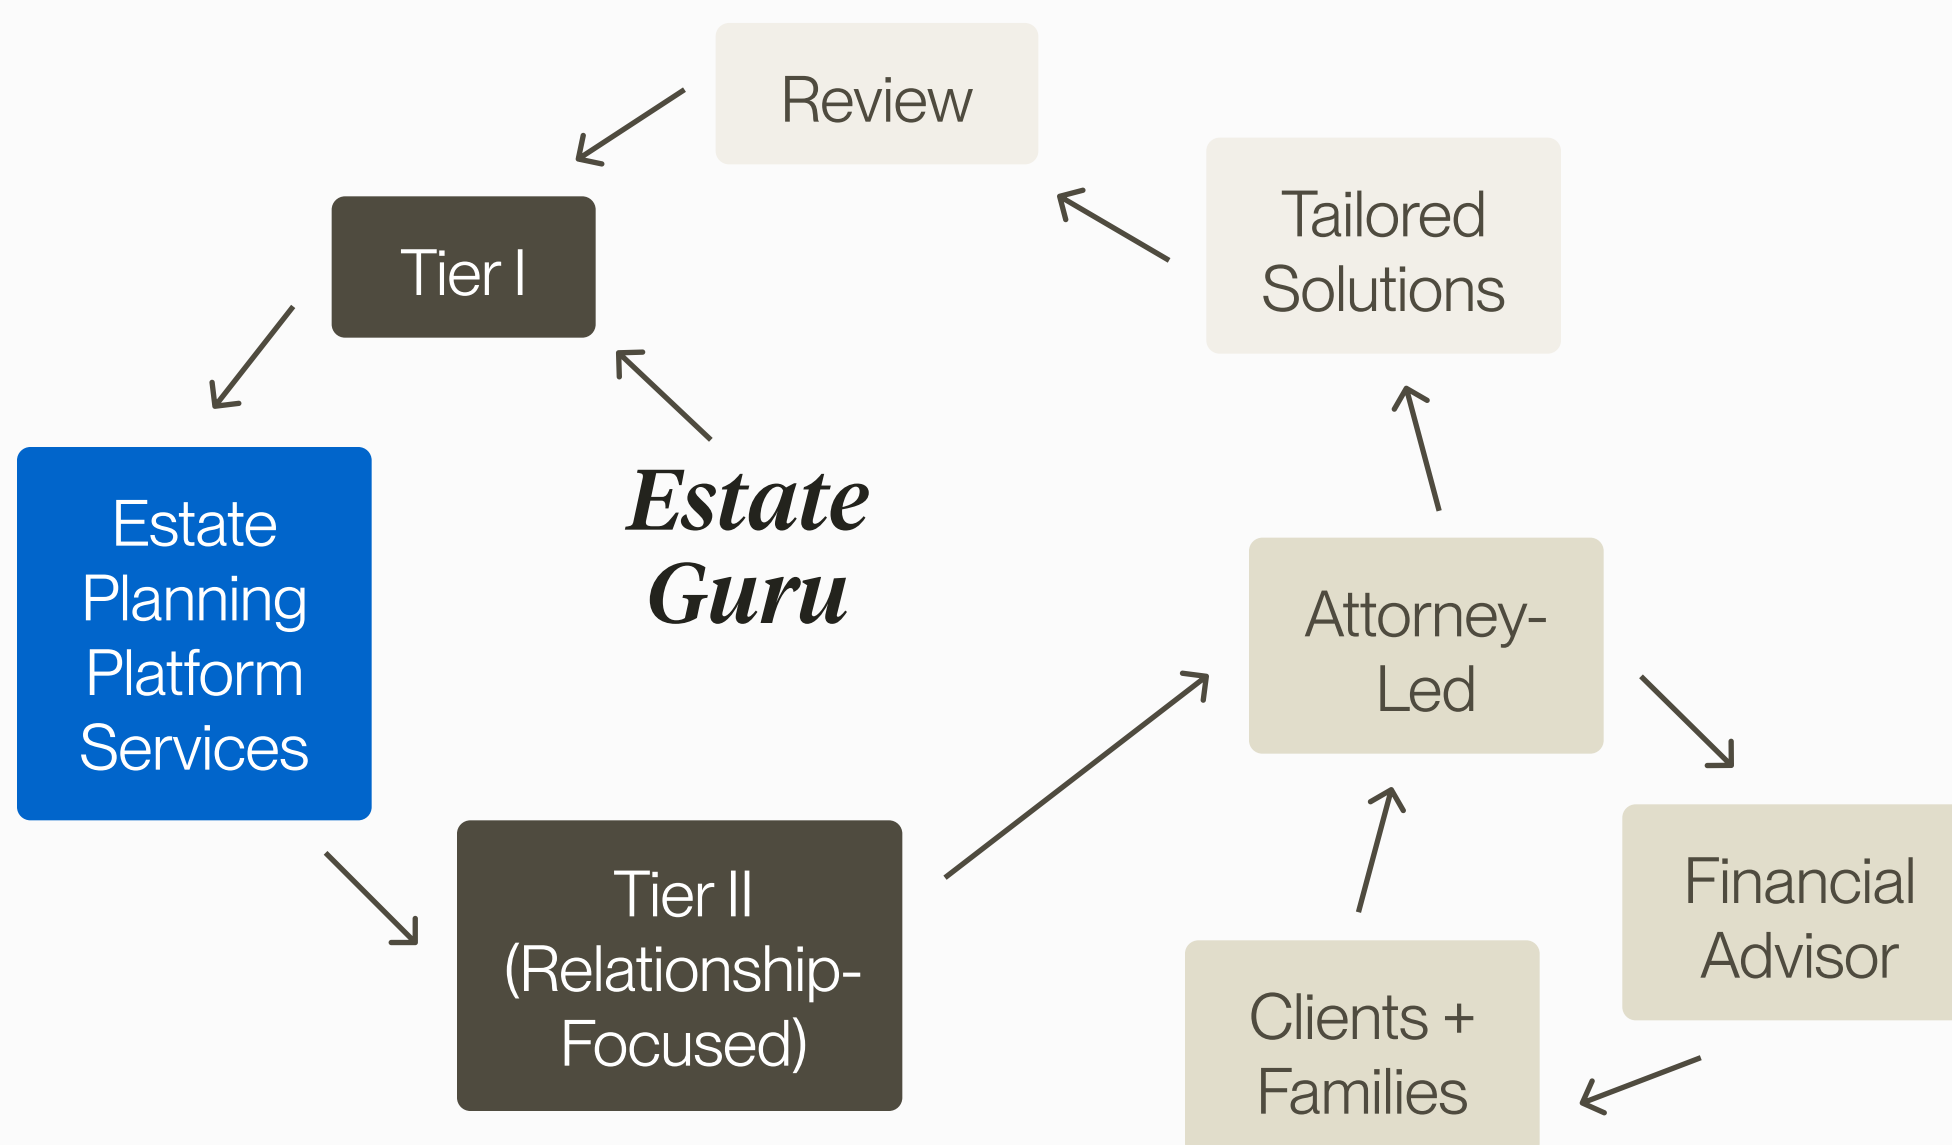 Review
Tailored
Solutions
Tier I
Estate
Guru
Estate
Planning
Platform
Services
Attorney-
Led
Tier II
(Relationship-
Focused)
Financial
Advisor
Clients +
Families